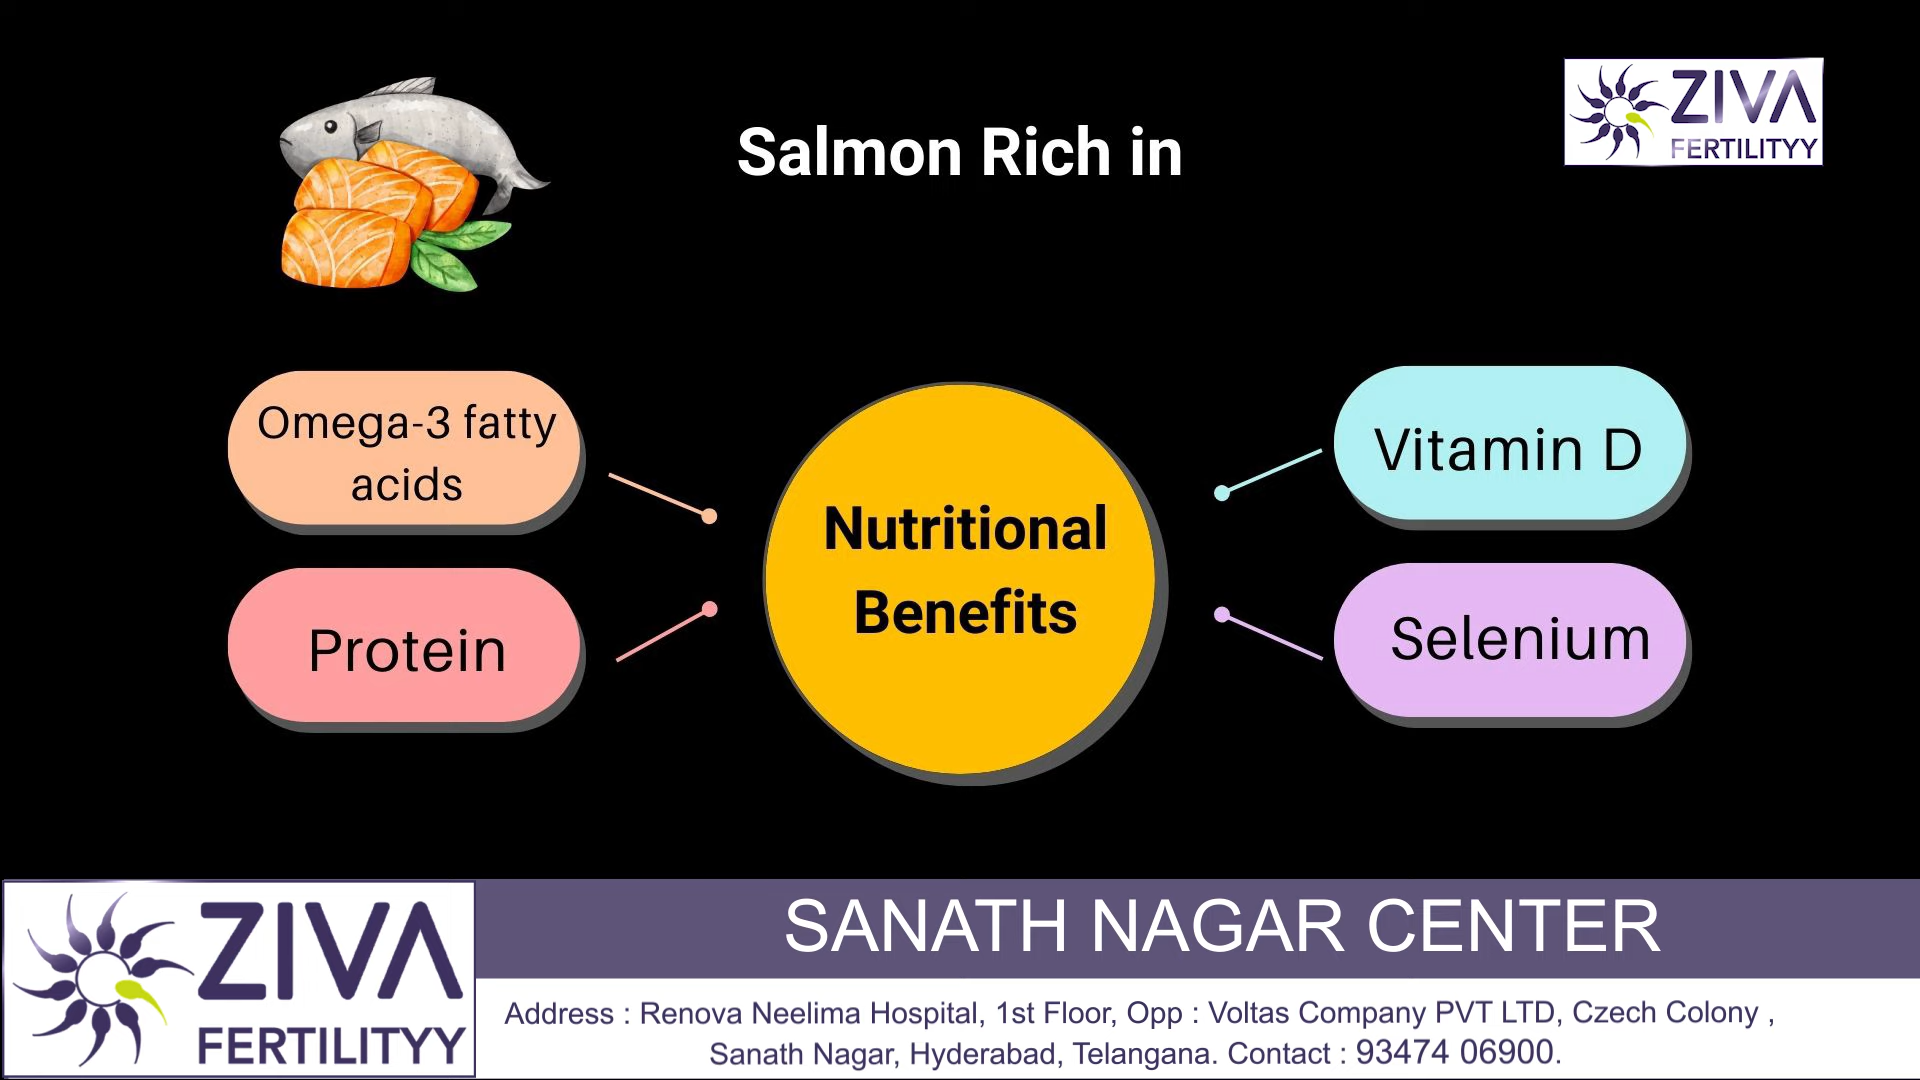 Salmon Rich in
ZIVA
FERTILITYY
Omega-3 fatty
acids
Protein
Nutritional
Benefits
Vitamin D
Selenium
ZIVA
FERTILITYY
SANATH NAGAR CENTER
Address : Renova Neelima Hospital, 1st Floor, Opp : Voltas Company PVT LTD, Czech Colony ,
Sanath Nagar, Hyderabad, Telangana. Contact : 93474 06900.